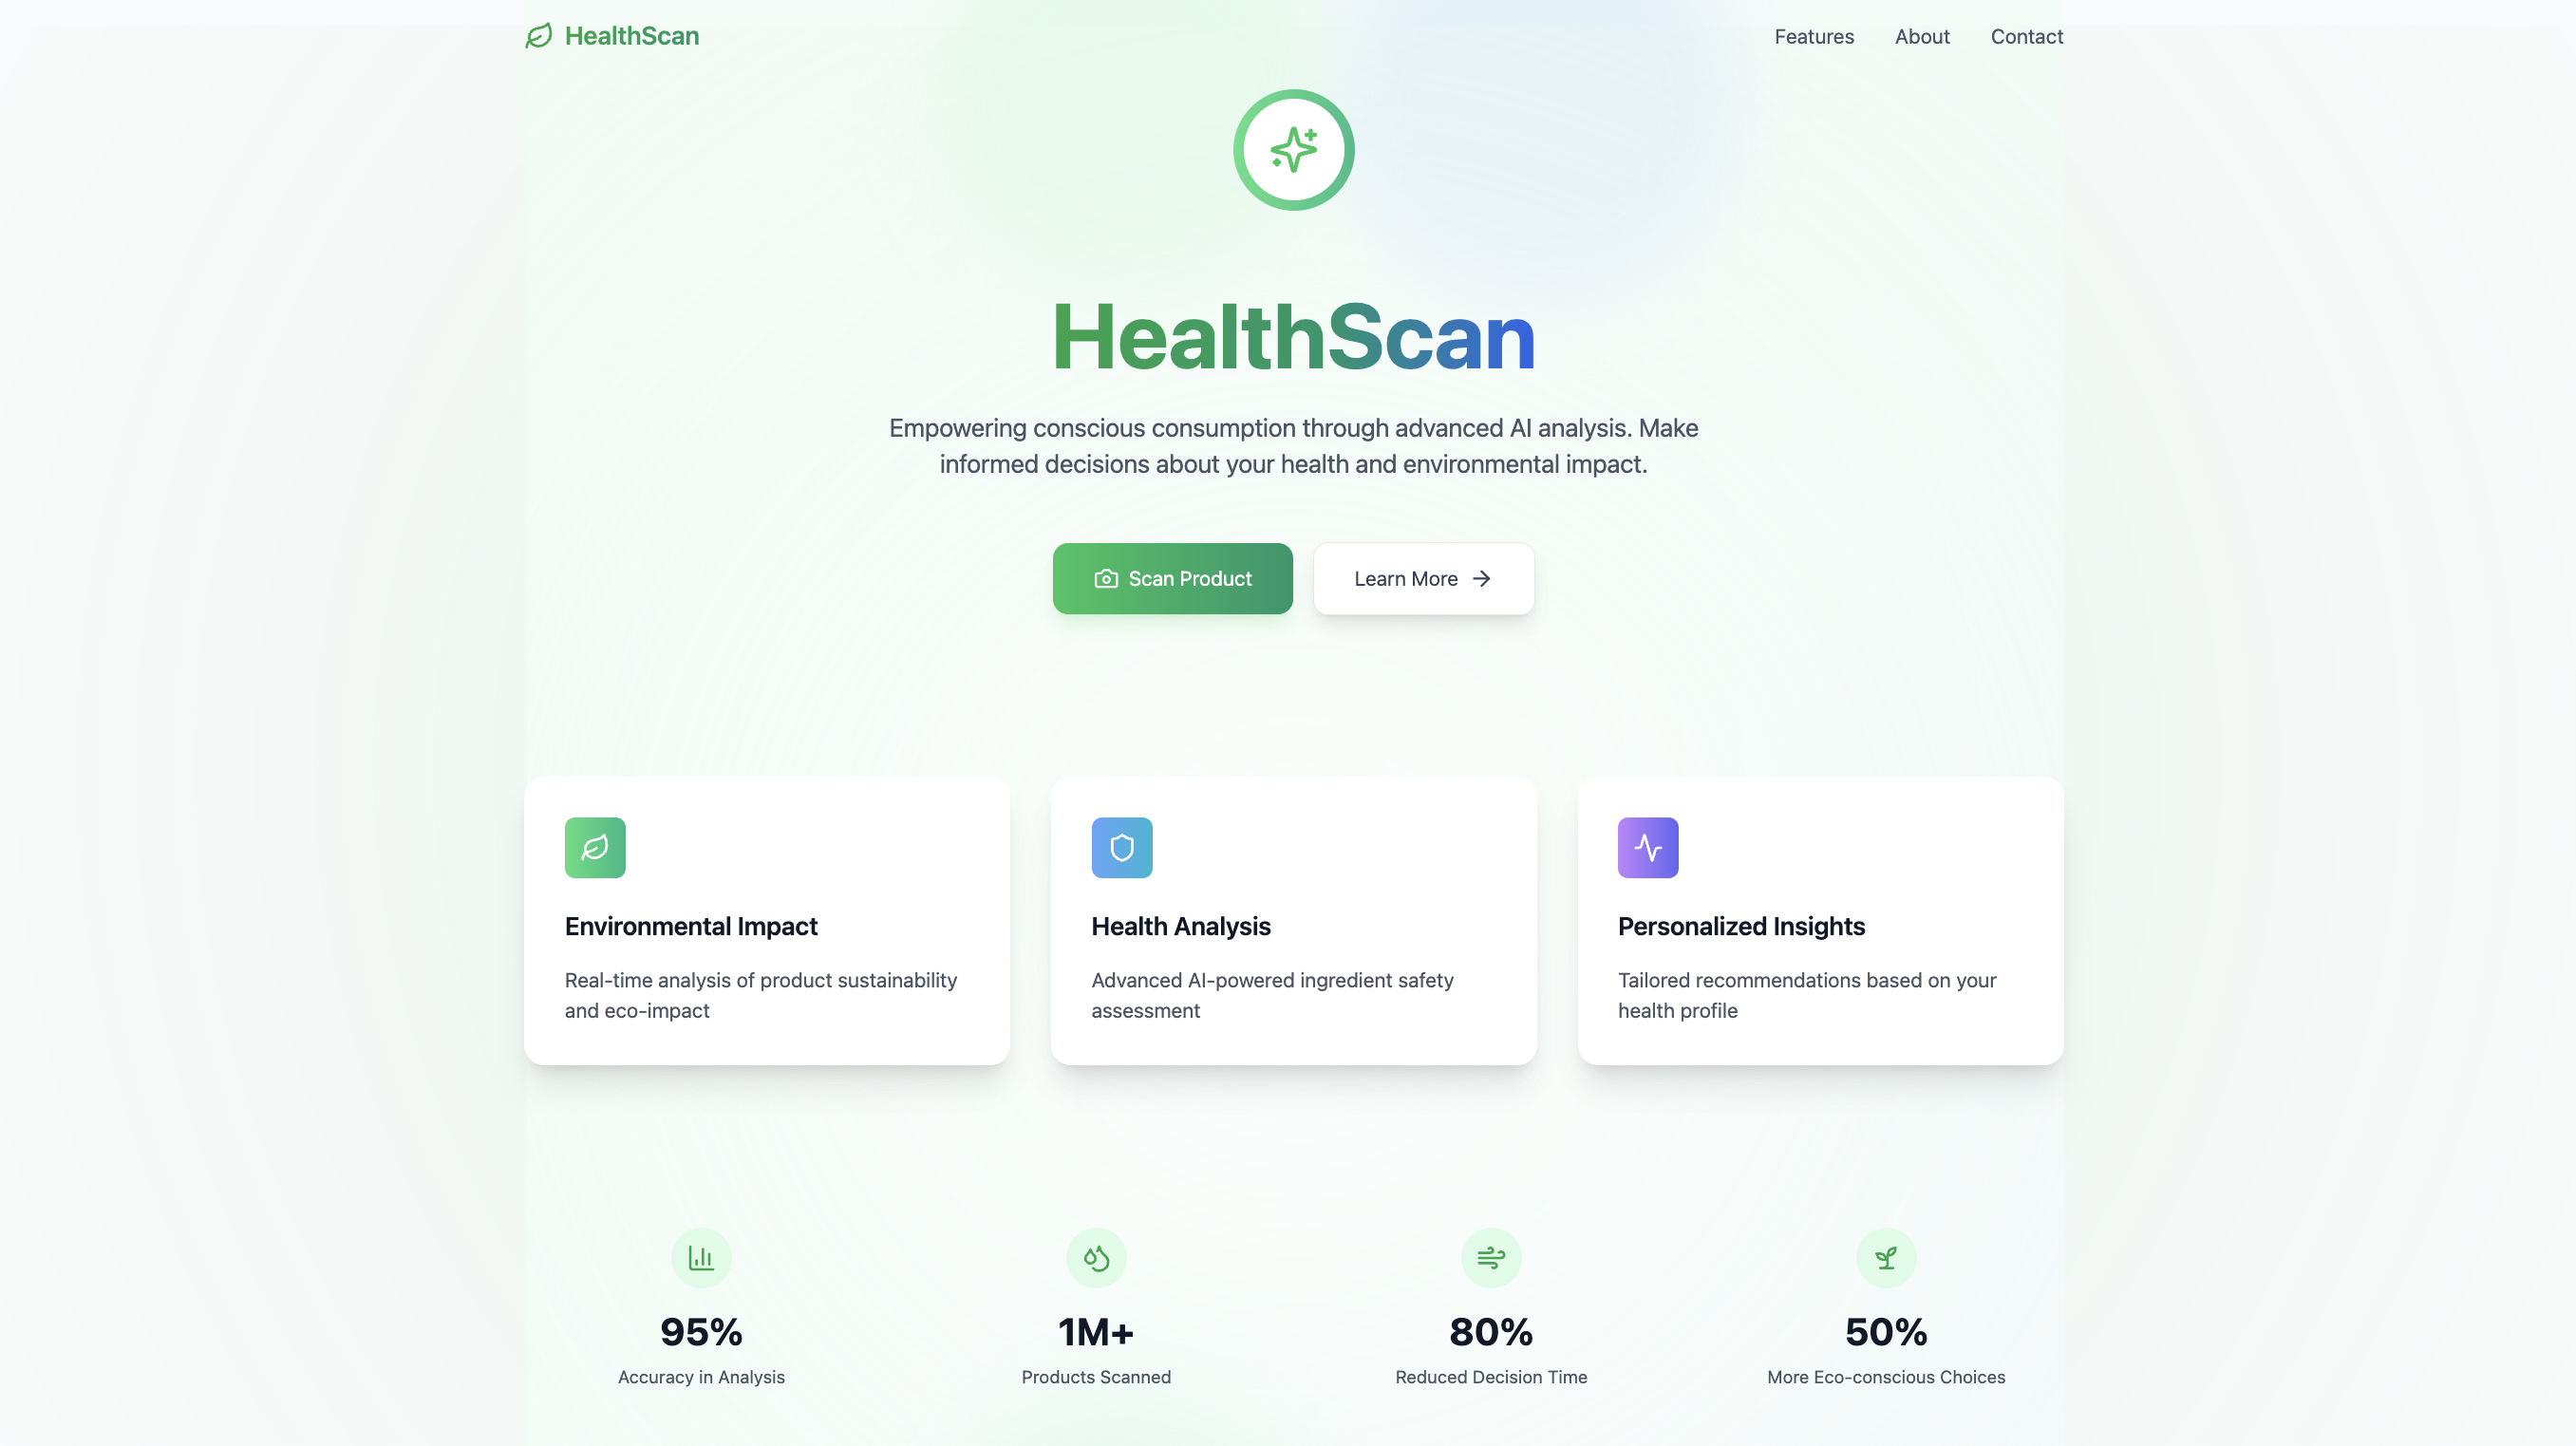 HealthScan
Features
About
Contact
HealthScan
Empowering conscious consumption through advanced AI analysis. Make
informed decisions about your health and environmental impact.
Scan Product
Learn More
Environmental Impact
Real-time analysis of product sustainability
and eco-impact
Health Analysis
Advanced AI-powered ingredient safety
assessment
Personalized Insights
Tailored recommendations based on your
health profile
95%
Accuracy in Analysis
1M+
Products Scanned
80%
Reduced Decision Time
50%
More Eco-conscious Choices